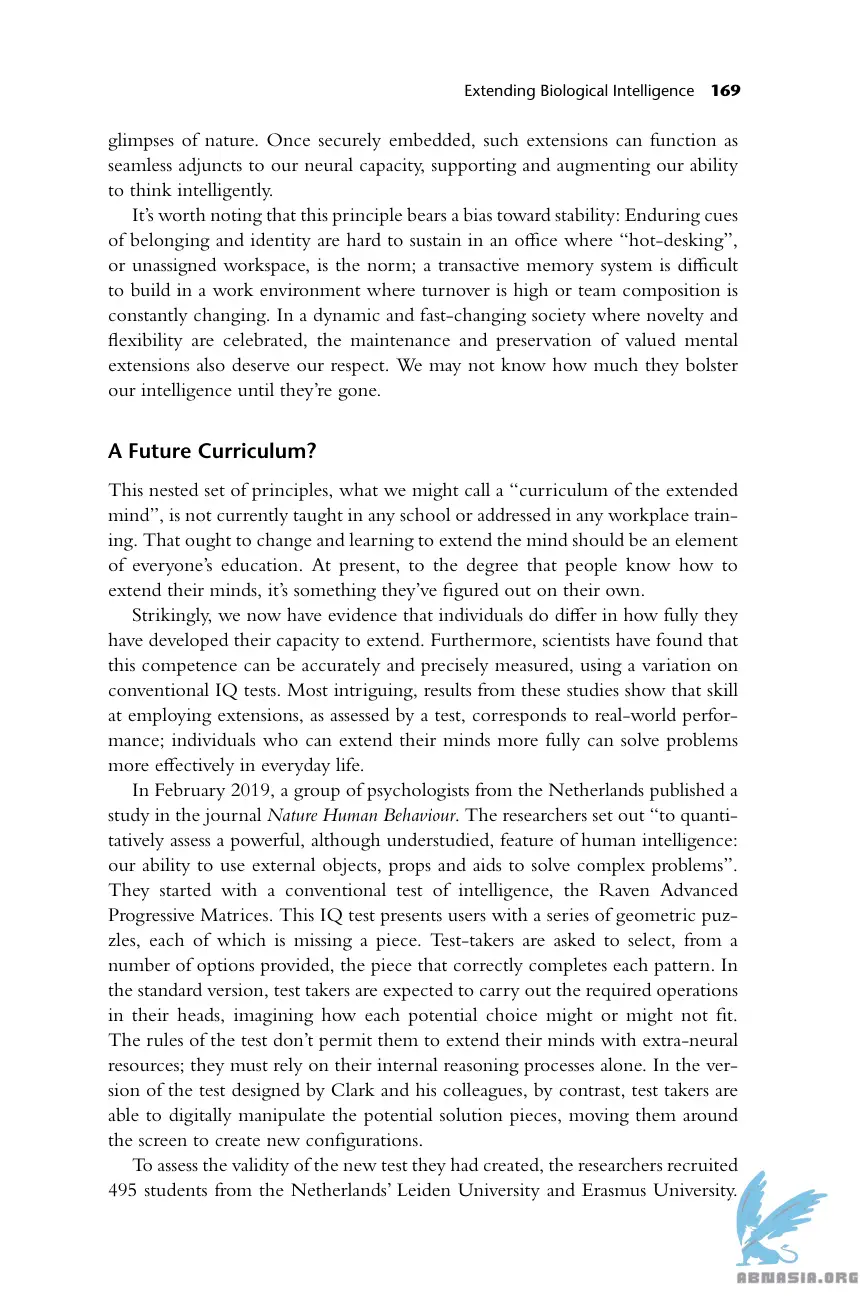 Extending Biological Intelligence 169
glimpses of nature. Once securely embedded, such extensions can function as
seamless adjuncts to our neural capacity, supporting and augmenting our ability
to think intelligently.
It’s worth noting that this principle bears a bias toward stability: Enduring cues
of belonging and identity are hard to sustain in an office where “hot-desking”,
or unassigned workspace, is the norm; a transactive memory system is difficult
to build in a work environment where turnover is high or team composition is
constantly changing. In a dynamic and fast-changing society where novelty and
flexibility are celebrated, the maintenance and preservation of valued mental
extensions also deserve our respect. We may not know how much they bolster
our intelligence until they’re gone.
A Future Curriculum?
This nested set of principles, what we might call a “curriculum of the extended
mind”, is not currently taught in any school or addressed in any workplace train-
ing. That ought to change and learning to extend the mind should be an element
of everyone’s education. At present, to the degree that people know how to
extend their minds, it’s something they’ve figured out on their own.
Strikingly, we now have evidence that individuals do differ in how fully they
have developed their capacity to extend. Furthermore, scientists have found that
this competence can be accurately and precisely measured, using a variation on
conventional IQ tests. Most intriguing, results from these studies show that skill
at employing extensions, as assessed by a test, corresponds to real-world perfor-
mance; individuals who can extend their minds more fully can solve problems
more effectively in everyday life.
In February 2019, a group of psychologists from the Netherlands published a
study in the journal Nature Human Behaviour. The researchers set out “to quanti-
tatively assess a powerful, although understudied, feature of human intelligence:
our ability to use external objects, props and aids to solve complex problems”.
They started with a conventional test of intelligence, the Raven Advanced
Progressive Matrices. This IQ test presents users with a series of geometric puz-
zles, each of which is missing a piece. Test-takers are asked to select, from a
number of options provided, the piece that correctly completes each pattern. In
the standard version, test takers are expected to carry out the required operations
in their heads, imagining how each potential choice might or might not fit.
The rules of the test don’t permit them to extend their minds with extra-neural
resources; they must rely on their internal reasoning processes alone. In the ver-
sion of the test designed by Clark and his colleagues, by contrast, test takers are
able to digitally manipulate the potential solution pieces, moving them around
the screen to create new configurations.
To assess the validity of the new test they had created, the researchers recruited
495 students from the Netherlands’ Leiden University and Erasmus University.
ABNASIA.ORG